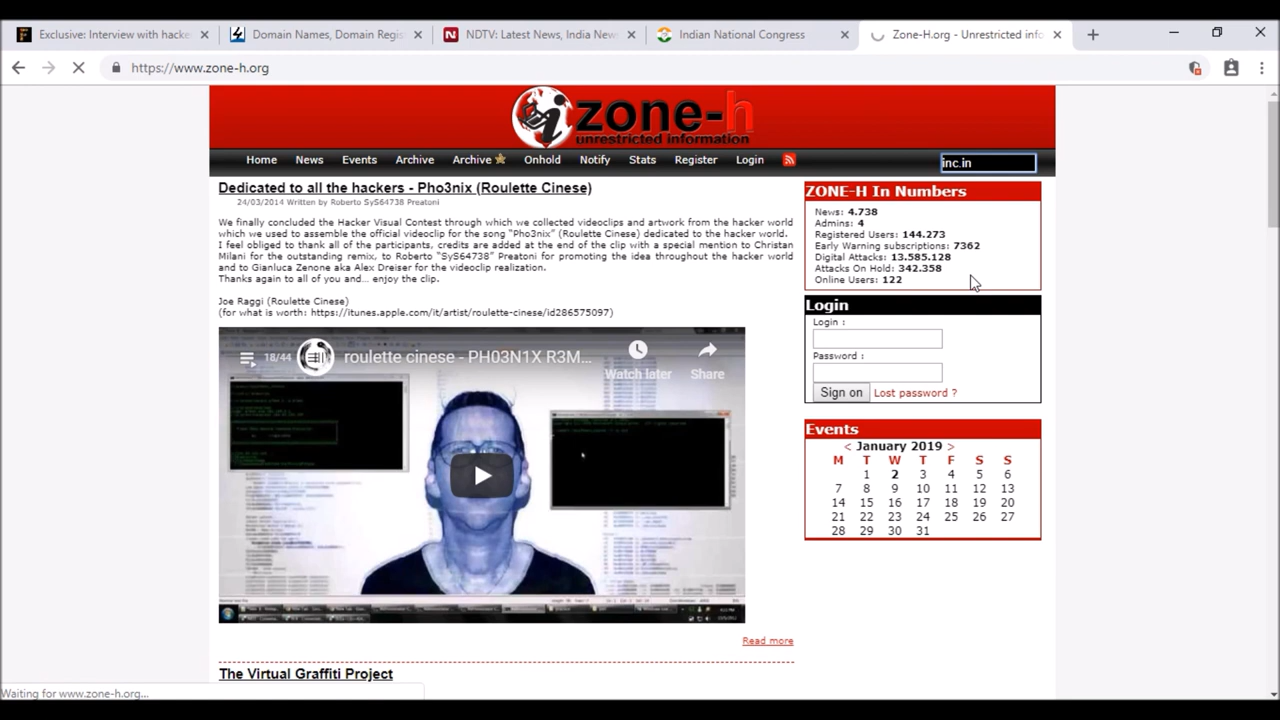 Exclusive: Interview with hacke
Domain Names, Domain Regis
NDTV: Latest News, India New
Indian National Congress
Zone-H.org - Unrestricted info
https://www.zone-h.org
zone-h
unrestricted information
Home News Events Archive Archive Onhold Notify Stats Register Login
inc.in
Dedicated to all the hackers - Pho3nix (Roulette Cinese)
24/03/2014 Written by Roberto SyS64738 Preatoni
We finally concluded the Hacker Visual Contest through which we collected videoclips and artwork from the hacker world
which we used to assemble the official videoclip for the song "Pho3nix" (Roulette Cinese) dedicated to the hacker world.
I feel obliged to thank all of the participants, credits are added at the end of the clip with a special mention to Christan
Milani for the outstanding remix, to Roberto "SyS64738" Preatoni for promoting the idea throughout the hacker world
and to Gianluca Zenone aka Alex Dreiser for the videoclip realization.
Thanks again to all of you and... enjoy the clip.
Joe Raggi (Roulette Cinese)
(for what is worth: https://itunes.apple.com/it/artist/roulette-cinese/id286575097)
18/44
roulette cinese - PH03N1X R3M...
Watch later
Share
Read more
The Virtual Graffiti Project
ZONE-H In Numbers
News: 4.738
Admins: 4
Registered Users: 144.273
Early Warning subscriptions: 7362
Digital Attacks: 13.585.128
Attacks On Hold: 342.358
Online Users: 122
Login
Login :
Password :
Sign on Lost password ?
Events
< January 2019 >
M T W T F S S
1 2 3 4 5 6
7 8 9 10 11 12 13
14 15 16 17 18 19 20
21 22 23 24 25 26 27
28 29 30 31
Waiting for www.zone-h.org...